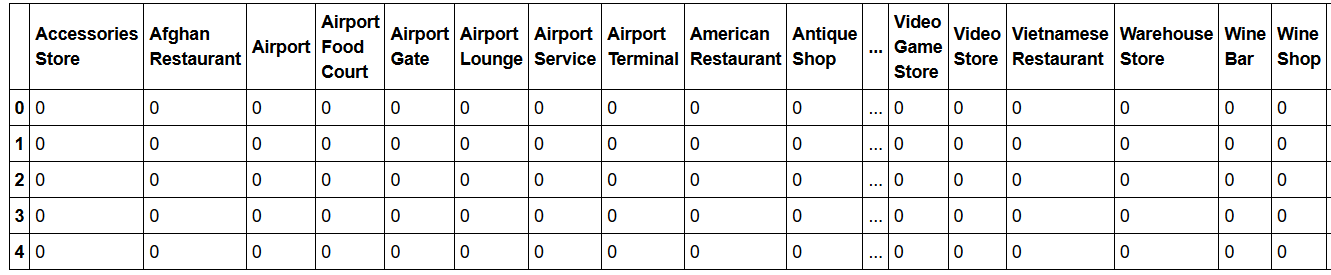 Accessories Store Afghan Restaurant Airport Airport Food Court Airport Gate Airport Lounge Airport Service Airport Terminal American Restaurant Antique Shop ... Video Game Store Video Store Vietnamese Restaurant Warehouse Store Wine Bar Wine Shop
0 0 0 0 0 0 0 0 0 0 0 ... 0 0 0 0 0 0
1 0 0 0 0 0 0 0 0 0 0 ... 0 0 0 0 0 0
2 0 0 0 0 0 0 0 0 0 0 ... 0 0 0 0 0 0
3 0 0 0 0 0 0 0 0 0 0 ... 0 0 0 0 0 0
4 0 0 0 0 0 0 0 0 0 0 ... 0 0 0 0 0 0